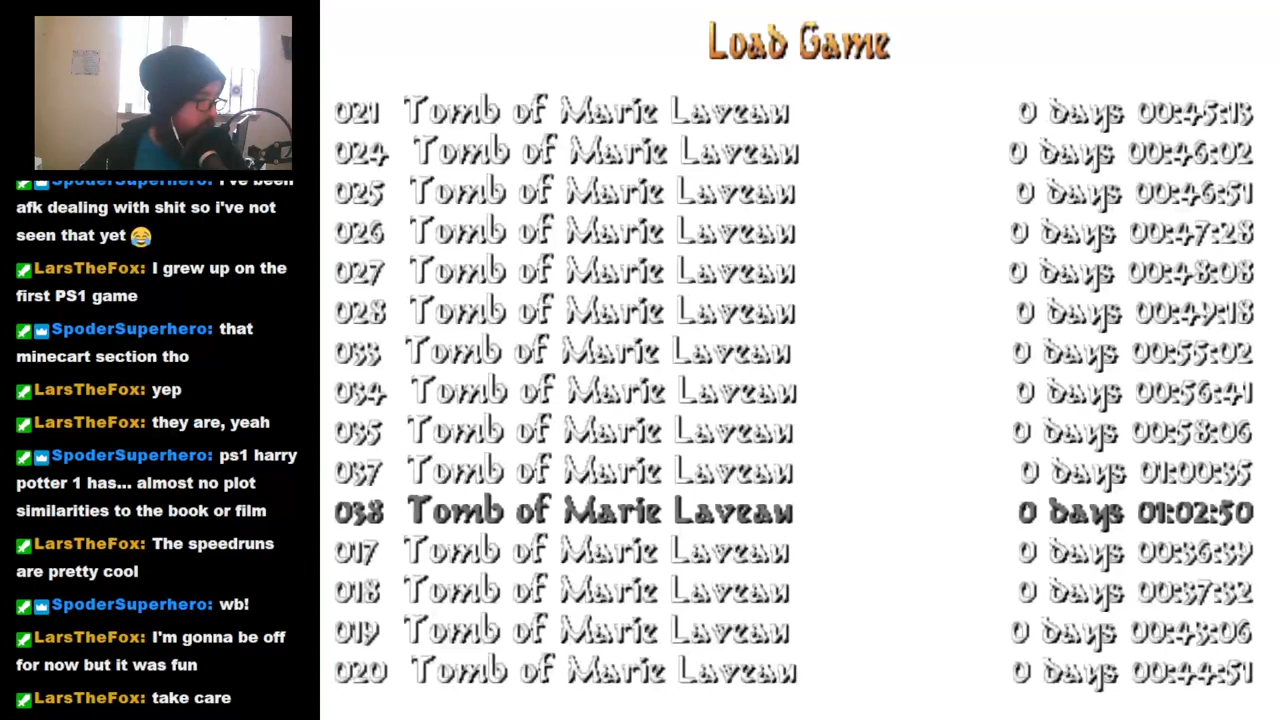 SpoderSuperhero: I've been
afk dealing with shit so i've not
seen that yet 😂
LarsTheFox: I grew up on the
first PS1 game
SpoderSuperhero: that
minecart section tho
LarsTheFox: yep
LarsTheFox: they are, yeah
SpoderSuperhero: ps1 harry
potter 1 has... almost no plot
similarities to the book or film
LarsTheFox: The speedruns
are pretty cool
SpoderSuperhero: wb!
LarsTheFox: I'm gonna be off
for now but it was fun
LarsTheFox: take care
Load Game
021 Tomb of Marie Laveau 0 days 00:45:13
024 Tomb of Marie Laveau 0 days 00:46:02
025 Tomb of Marie Laveau 0 days 00:46:51
026 Tomb of Marie Laveau 0 days 00:47:28
027 Tomb of Marie Laveau 0 days 00:48:08
028 Tomb of Marie Laveau 0 days 00:49:18
033 Tomb of Marie Laveau 0 days 00:55:02
034 Tomb of Marie Laveau 0 days 00:56:41
035 Tomb of Marie Laveau 0 days 00:58:06
037 Tomb of Marie Laveau 0 days 01:00:35
038 Tomb of Marie Laveau 0 days 01:02:50
017 Tomb of Marie Laveau 0 days 00:36:39
018 Tomb of Marie Laveau 0 days 00:37:32
019 Tomb of Marie Laveau 0 days 00:43:06
020 Tomb of Marie Laveau 0 days 00:44:51